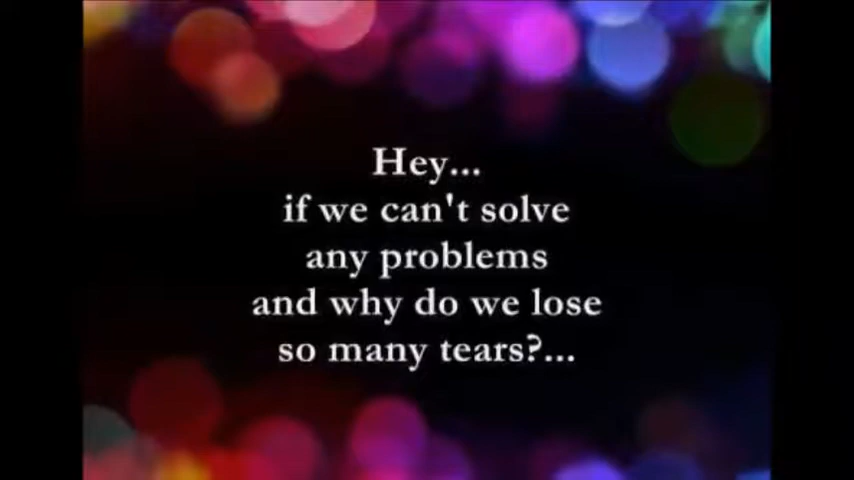 Hey...
if we can't solve
any problems
and why do we lose
so many tears?...